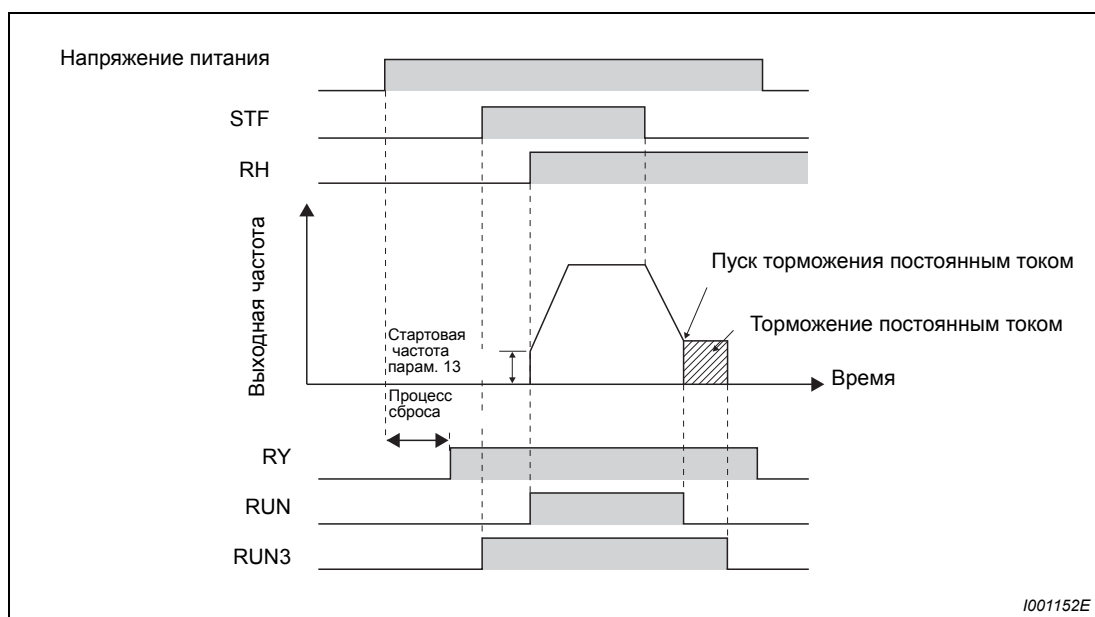 Напряжение питания
STF
RH
Выходная частота
Пуск торможения постоянным током
Торможение постоянным током
Стартовая
частота
парам. 13
Время
Процесс
сброса
RY
RUN
RUN3
I001152E